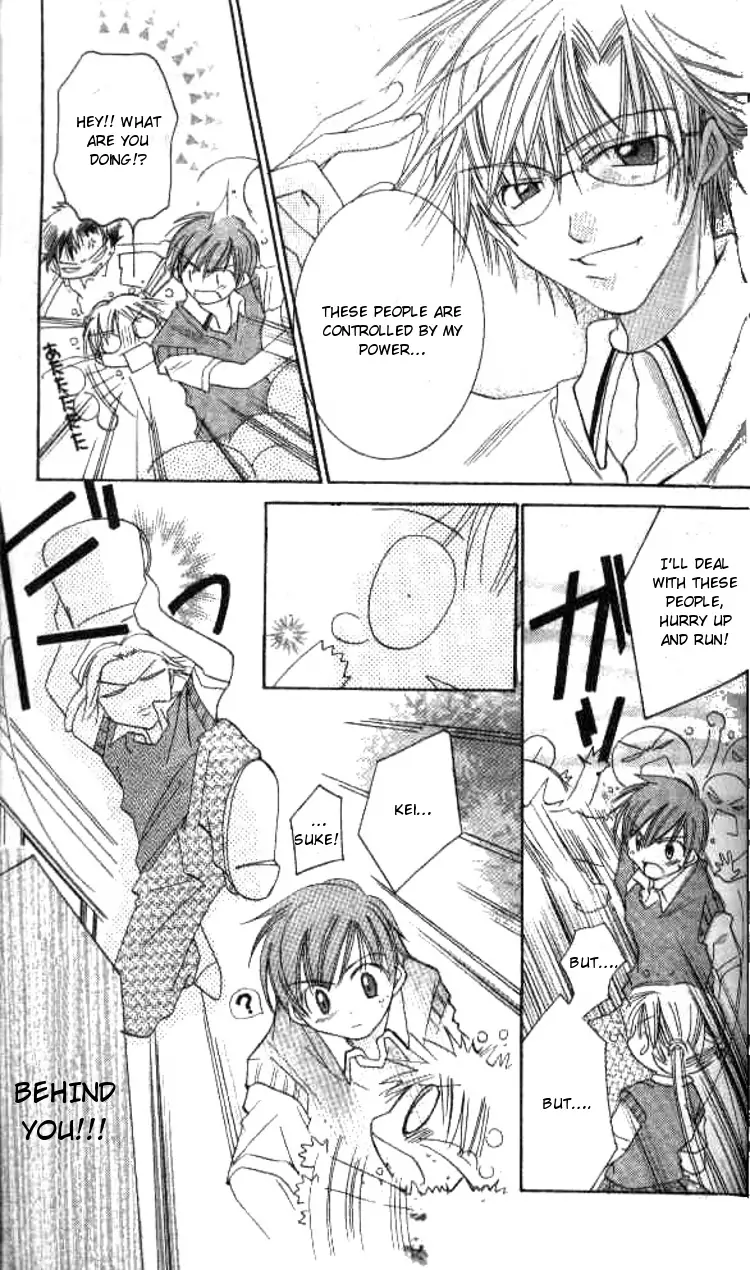 THESE PEOPLE ARE
CONTROLLED BY MY
POWER...
HEY!! WHAT
ARE YOU
DOING!?
I'LL DEAL
WITH THESE
PEOPLE,
HURRY UP
AND RUN!
BUT....
BUT....
KEI...
...
SUKE!
?
BEHIND
YOU!!!